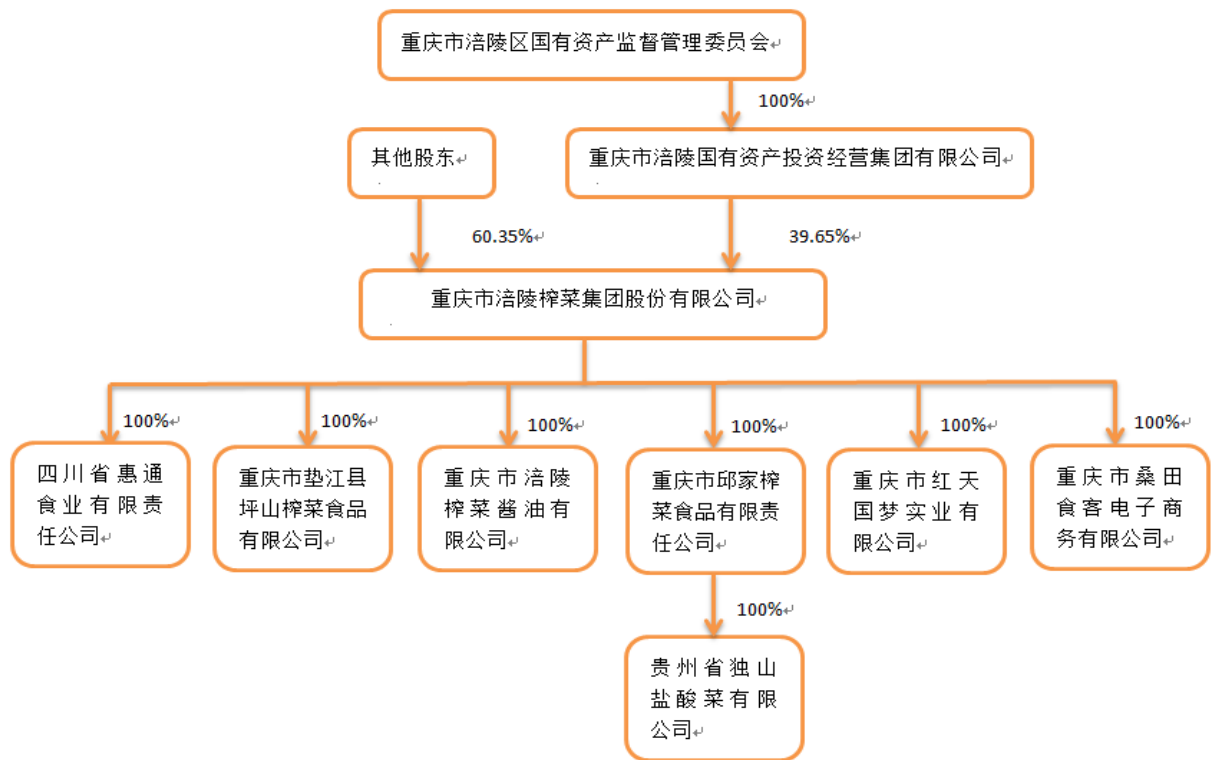 重庆市涪陵区国有资产监督管理委员会
100%
其他股东
重庆市涪陵国有资产投资经营集团有限公司
60.35%
39.65%
重庆市涪陵榨菜集团股份有限公司
100%
100%
100%
100%
100%
100%
四川省惠通
食业有限责
任公司
重庆市垫江县
坪山榨菜食品
有限公司
重庆市涪陵
榨菜酱油有
限公司
重庆市邱家榨
菜食品有限责
任公司
重庆市红天
国梦实业有
限公司
重庆市桑田
食客电子商
务有限公司
100%
贵州省独山
盐酸菜有限
公司